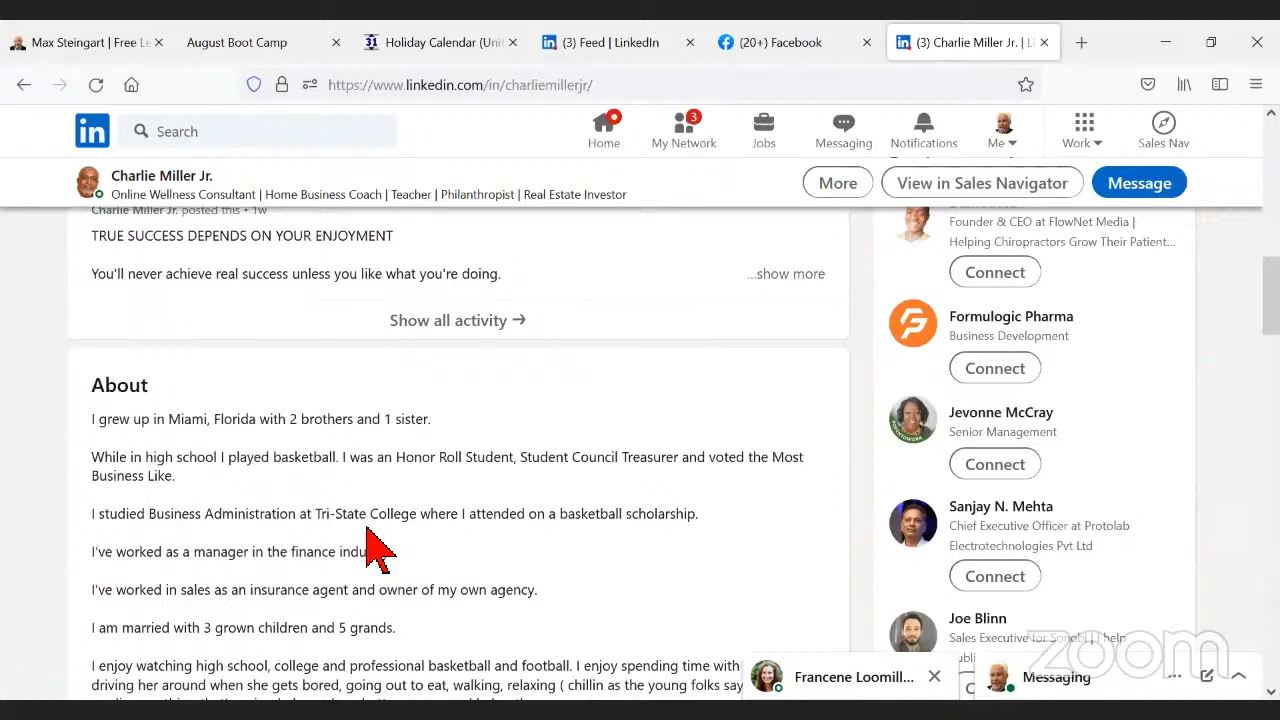 Max Steingart | Free Le
August Boot Camp
Holiday Calendar (Unit
(3) Feed | LinkedIn
(20+) Facebook
(3) Charlie Miller Jr. | Li
https://www.linkedin.com/in/charliemillerjr/
in
Search
Home
3
My Network
Jobs
Messaging
Notifications
Me
Work
Sales Nav
Charlie Miller Jr.
Online Wellness Consultant | Home Business Coach | Teacher | Philanthropist | Real Estate Investor
More
View in Sales Navigator
Message
Charlie Miller Jr. posted this • 1w
TRUE SUCCESS DEPENDS ON YOUR ENJOYMENT
You'll never achieve real success unless you like what you're doing.
...show more
Show all activity →
About
I grew up in Miami, Florida with 2 brothers and 1 sister.
While in high school I played basketball. I was an Honor Roll Student, Student Council Treasurer and voted the Most
Business Like.
I studied Business Administration at Tri-State College where I attended on a basketball scholarship.
I've worked as a manager in the finance indu
I've worked in sales as an insurance agent and owner of my own agency.
I am married with 3 grown children and 5 grands.
I enjoy watching high school, college and professional basketball and football. I enjoy spending time with
driving her around when she gets bored, going out to eat, walking, relaxing ( chillin as the young folks say
Founder & CEO at FlowNet Media |
Helping Chiropractors Grow Their Patient...
Connect
Formulogic Pharma
Business Development
Connect
Jevonne McCray
Senior Management
Connect
Sanjay N. Mehta
Chief Executive Officer at Protolab
Electrotechnologies Pvt Ltd
Connect
Joe Blinn
Sales Executive for Sonobi | I help
Francene Loomill...
Messaging
zoom